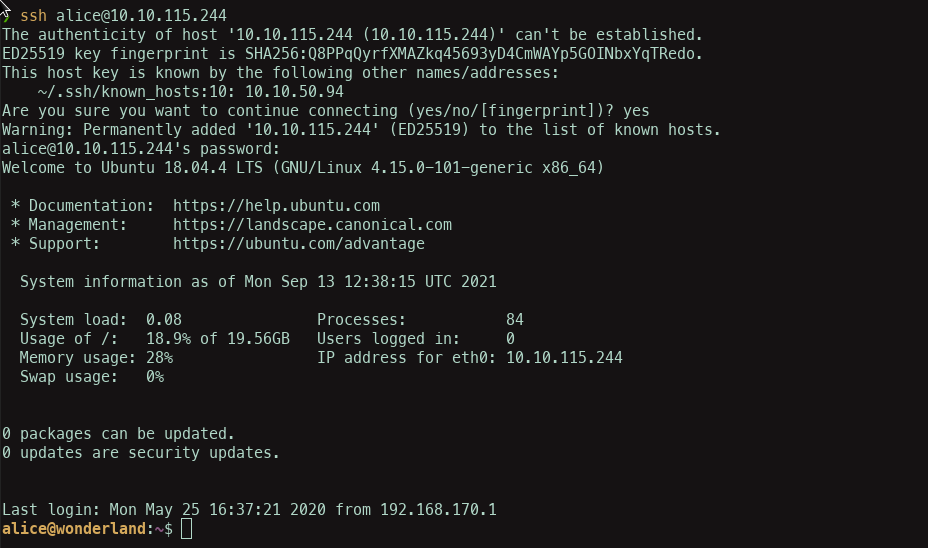 ❯ ssh alice@10.10.115.244
The authenticity of host '10.10.115.244 (10.10.115.244)' can't be established.
ED25519 key fingerprint is SHA256:Q8PPqQyrfXMAZkq45693yD4CmWAYp5GOINbxYqTRedo.
This host key is known by the following other names/addresses:
    ~/.ssh/known_hosts:10: 10.10.50.94
Are you sure you want to continue connecting (yes/no/[fingerprint])? yes
Warning: Permanently added '10.10.115.244' (ED25519) to the list of known hosts.
alice@10.10.115.244's password:
Welcome to Ubuntu 18.04.4 LTS (GNU/Linux 4.15.0-101-generic x86_64)

 * Documentation:  https://help.ubuntu.com
 * Management:     https://landscape.canonical.com
 * Support:        https://ubuntu.com/advantage

  System information as of Mon Sep 13 12:38:15 UTC 2021

  System load:  0.08               Processes:           84
  Usage of /:   18.9% of 19.56GB   Users logged in:     0
  Memory usage: 28%                IP address for eth0: 10.10.115.244
  Swap usage:   0%

0 packages can be updated.
0 updates are security updates.

Last login: Mon May 25 16:37:21 2020 from 192.168.170.1
alice@wonderland:~$